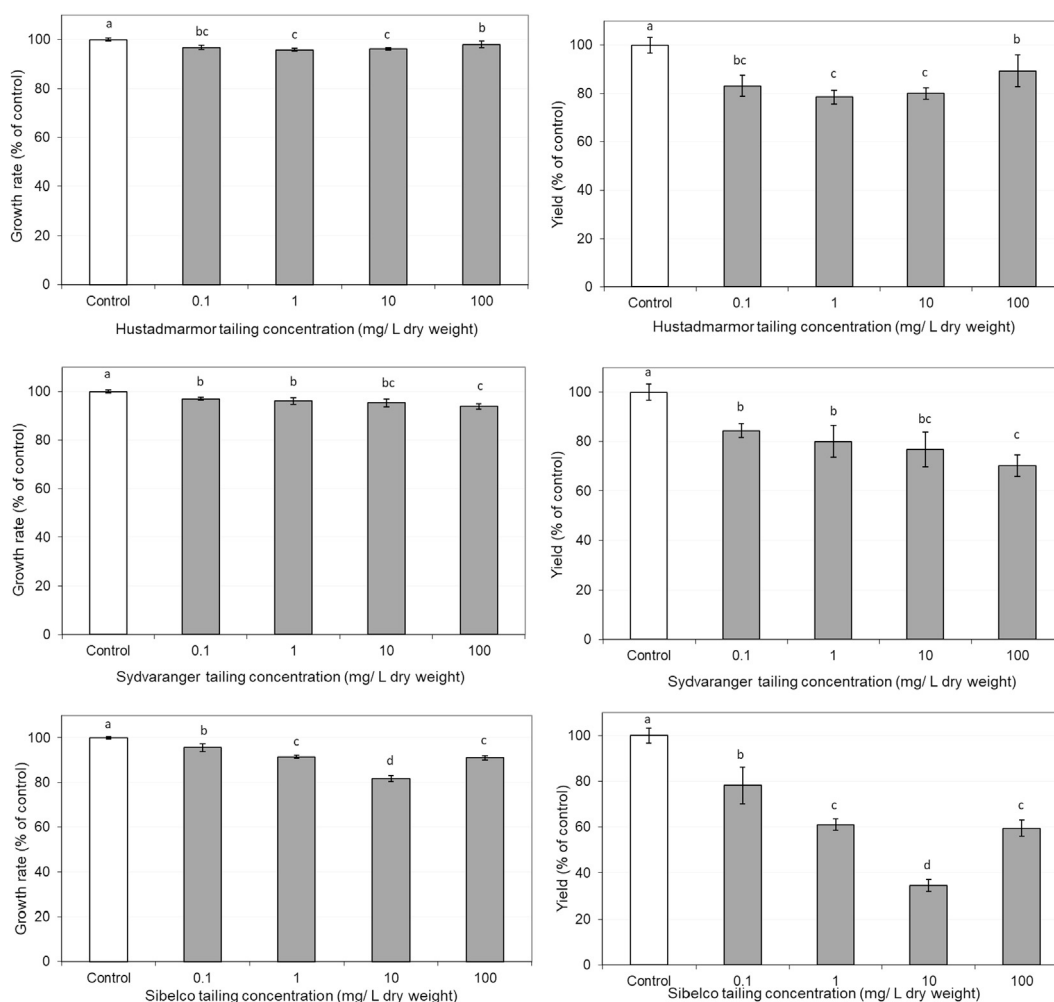 a
bc
c
c
b
100
80
60
40
20
0
Growth rate (% of control)
Control 0.1 1 10 100
Hustadmarmor tailing concentration (mg/ L dry weight)
a
bc
c
c
b
100
80
60
40
20
0
Yield (% of control)
Control 0.1 1 10 100
Hustadmarmor tailing concentration (mg/ L dry weight)
a
b
b
bc
c
100
80
60
40
20
0
Growth rate (% of control)
Control 0.1 1 10 100
Sydvaranger tailing concentration (mg/ L dry weight)
a
b
b
bc
c
100
80
60
40
20
0
Yield (% of control)
Control 0.1 1 10 100
Sydvaranger tailing concentration (mg/ L dry weight)
a
b
c
d
c
100
80
60
40
20
0
Growth rate (% of control)
Control 0.1 1 10 100
Sibelco tailing concentration (mg/ L dry weight)
a
b
c
d
c
100
80
60
40
20
0
Yield (% of control)
Control 0.1 1 10 100
Sibelco tailing concentration (mg/ L dry weight)